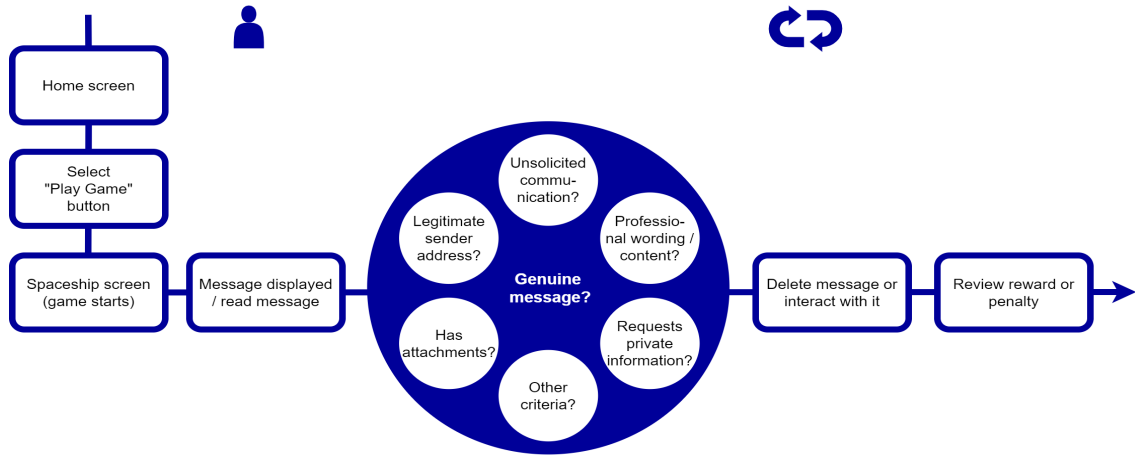 Home screen
Select
"Play Game"
button
Spaceship screen
(game starts)
Message displayed
/ read message
Genuine
message?
Unsolicited
commu-
nication?
Professio-
nal wording /
content?
Requests
private
information?
Other
criteria?
Has
attachments?
Legitimate
sender
address?
Delete message or
interact with it
Review reward or
penalty